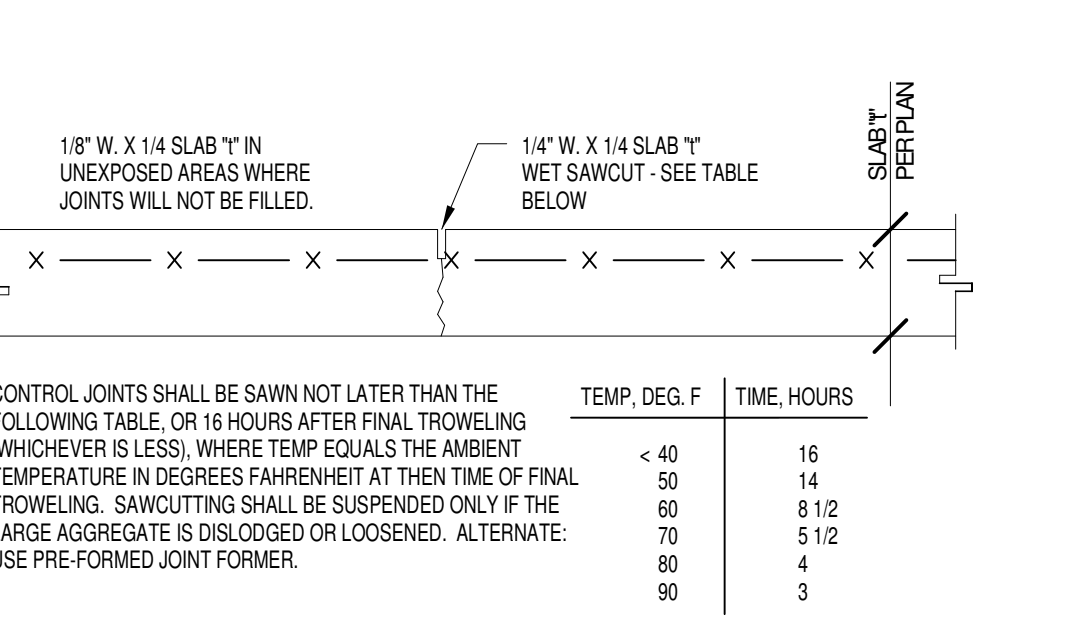 1/8" W. X 1/4 SLAB "t" IN
UNEXPOSED AREAS WHERE
JOINTS WILL NOT BE FILLED.
1/4" W. X 1/4 SLAB "t"
WET SAWCUT - SEE TABLE
BELOW
SLAB "t"
PER PLAN
X X X X X X X
CONTROL JOINTS SHALL BE SAWN NOT LATER THAN THE
FOLLOWING TABLE, OR 16 HOURS AFTER FINAL TROWELING
(WHICHEVER IS LESS), WHERE TEMP EQUALS THE AMBIENT
TEMPERATURE IN DEGREES FAHRENHEIT AT THEN TIME OF FINAL
TROWELING. SAWCUTTING SHALL BE SUSPENDED ONLY IF THE
LARGE AGGREGATE IS DISLODGED OR LOOSENED. ALTERNATE:
USE PRE-FORMED JOINT FORMER.
TEMP, DEG. F TIME, HOURS
< 40 16
50 14
60 8 1/2
70 5 1/2
80 4
90 3